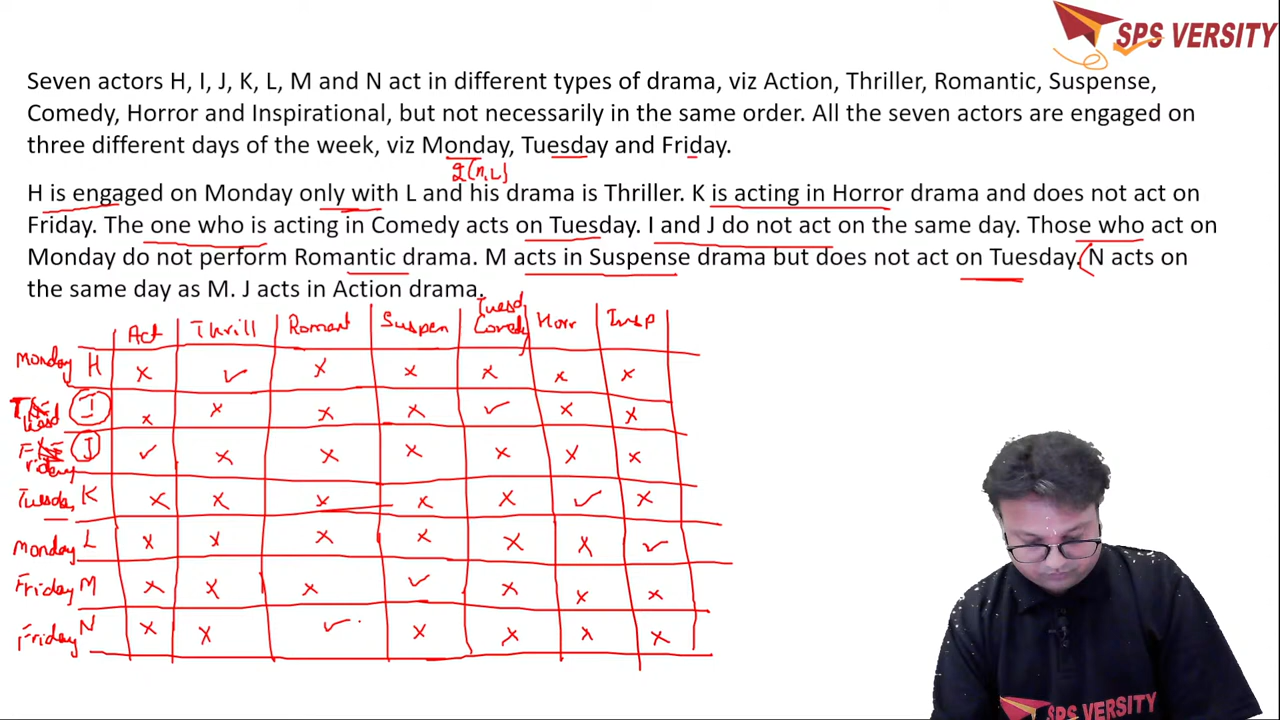 SPS VERSITY
Seven actors H, I, J, K, L, M and N act in different types of drama, viz Action, Thriller, Romantic, Suspense,
Comedy, Horror and Inspirational, but not necessarily in the same order. All the seven actors are engaged on
three different days of the week, viz Monday, Tuesday and Friday.
2(H,L)
H is engaged on Monday only with L and his drama is Thriller. K is acting in Horror drama and does not act on
Friday. The one who is acting in Comedy acts on Tuesday. I and J do not act on the same day. Those who act on
Monday do not perform Romantic drama. M acts in Suspense drama but does not act on Tuesday. N acts on
the same day as M. J acts in Action drama.
Act Thrill Romant Suspen Tuesd Comedy Horr Insp
Monday H x ✓ x x x x x
I x x x x ✓ x x
J ✓ x x x x x x
Tuesday K x x x x x ✓ x
Monday L x x x x x x ✓
Friday M x x x ✓ x x x
Friday N x x ✓ x x x x
SPS VERSITY